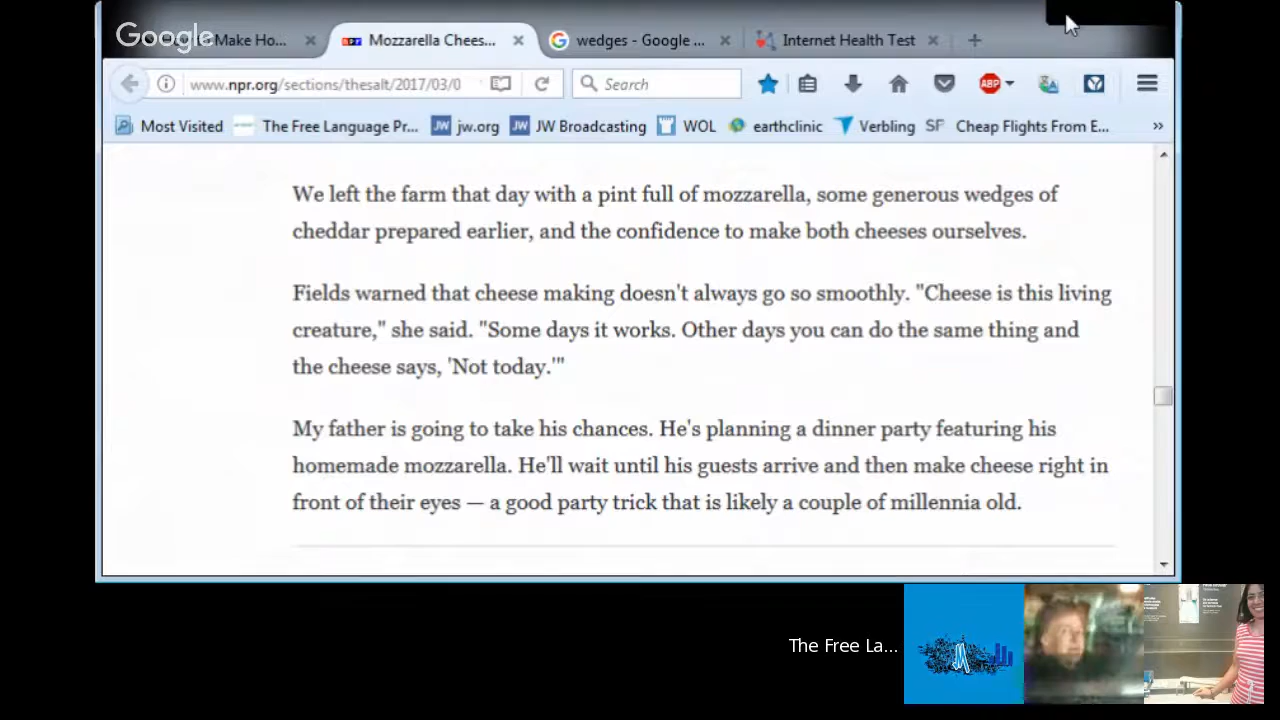 Google
Make Ho...
Mozzarella Chees...
wedges - Google ...
Internet Health Test
www.npr.org/sections/thesalt/2017/03/0
Search
ABP
Most Visited
The Free Language Pr...
JW jw.org
JW JW Broadcasting
WOL
earthclinic
Verbling
SF Cheap Flights From E...
»
We left the farm that day with a pint full of mozzarella, some generous wedges of
cheddar prepared earlier, and the confidence to make both cheeses ourselves.
Fields warned that cheese making doesn't always go so smoothly. "Cheese is this living
creature," she said. "Some days it works. Other days you can do the same thing and
the cheese says, 'Not today.'"
My father is going to take his chances. He's planning a dinner party featuring his
homemade mozzarella. He'll wait until his guests arrive and then make cheese right in
front of their eyes — a good party trick that is likely a couple of millennia old.
The Free La...